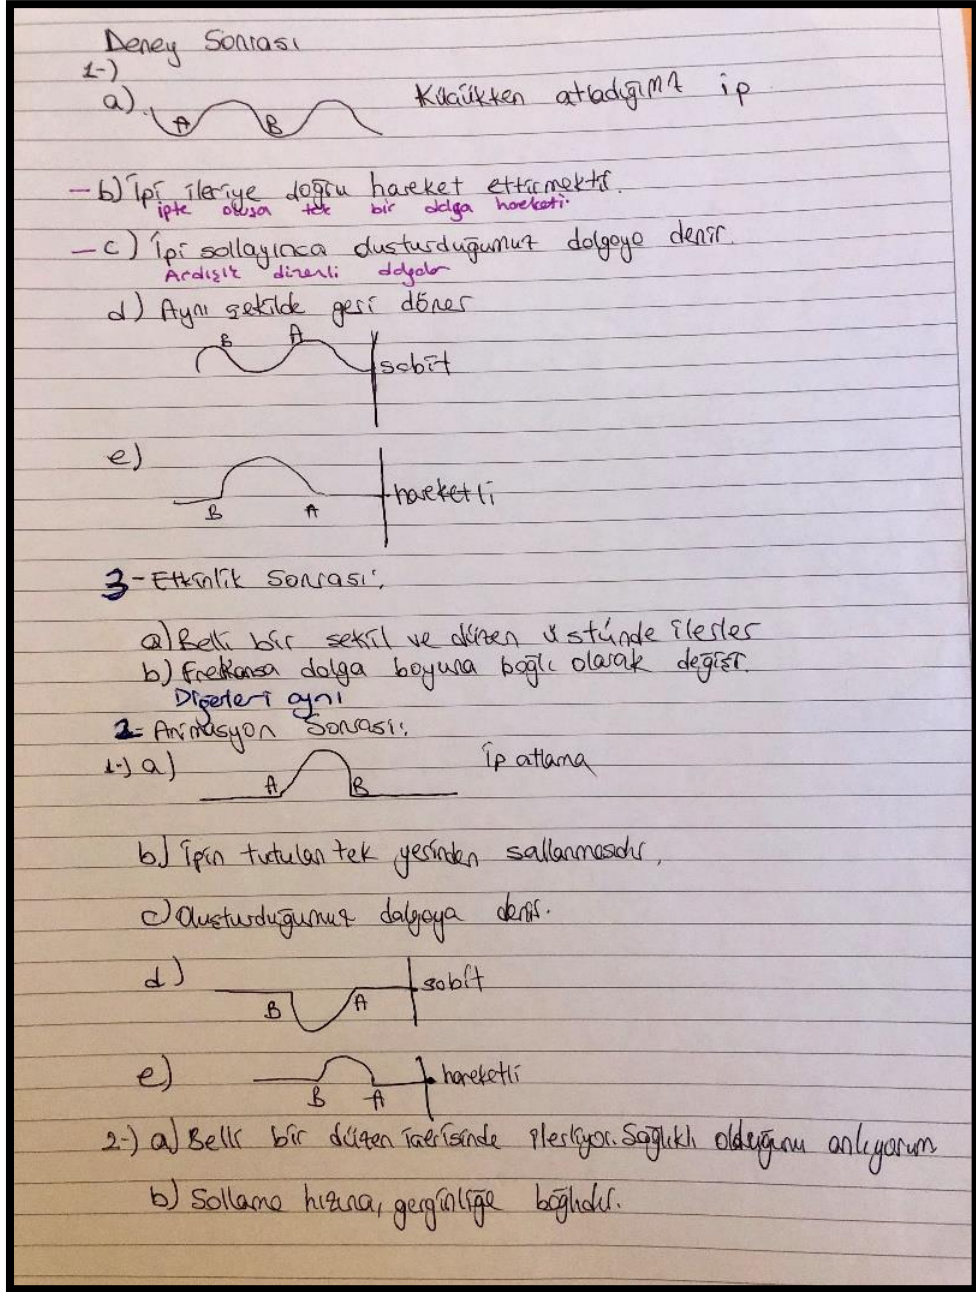 Deney Sonrası
1-)
a) A B Küçükken atladığımız ip
- b) İpi ileriye doğru hareket ettirmektir.
ipte oluşan tek bir dalga hareketi.
- c) İpi sallayınca oluşturduğumuz dalgaya denir.
Ardışık düzenli dalgalar
d) Aynı şekilde geri döner
B A sabit
e)
B A hareketli
3- Etkinlik Sonrası:
a) Belli bir şekil ve düzen üstünde ilerler
b) Frekansa dalga boyuna bağlı olarak değişir.
Diğerleri aynı
2- Animasyon Sonrası:
1-) a) A B İp atlama
b) İpin tutulan tek yerinden sallanmasıdır.
c) Oluşturduğumuz dalgaya denir.
d) B A sabit
e) B A hareketli
2-) a) Belli bir düzen içerisinde ilerliyor. Sağlıklı olduğunu anlıyorum
b) Sallama hızına, gerginliğe bağlıdır.